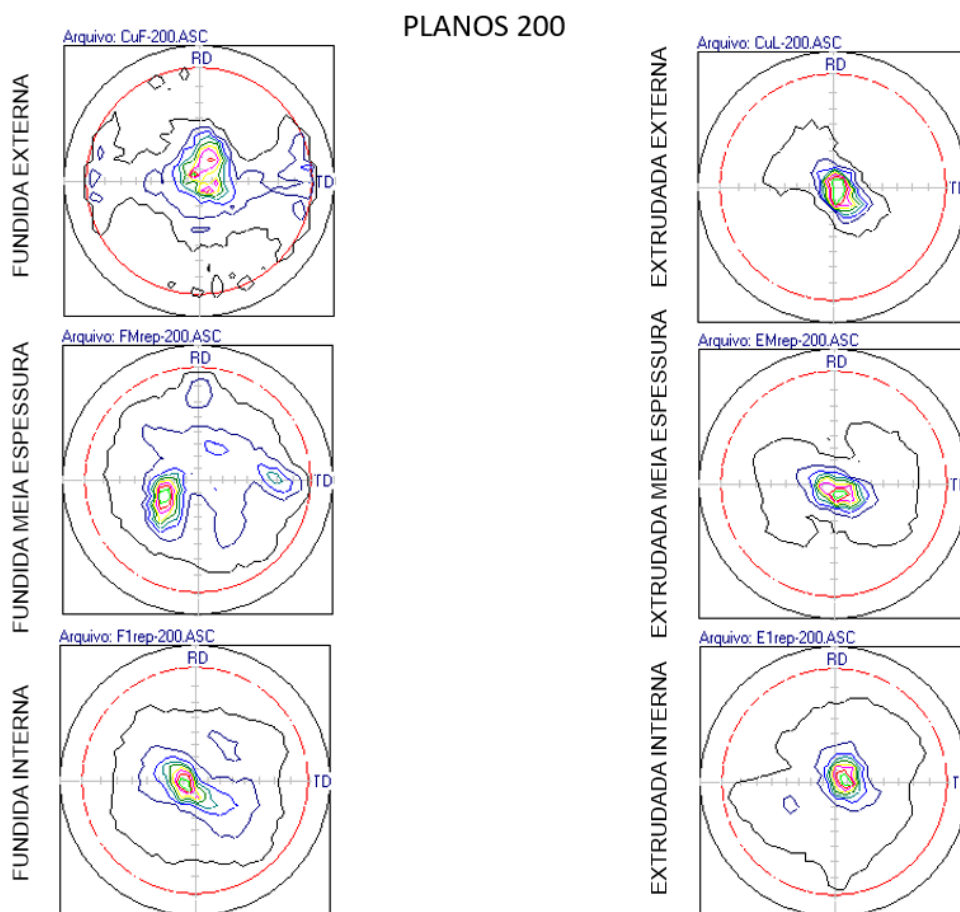 PLANOS 200
FUNDIDA EXTERNA
Arquivo: CuF-200.ASC
RD
TD
EXTRUDADA EXTERNA
Arquivo: CuL-200.ASC
RD
TD
FUNDIDA MEIA ESPESSURA
Arquivo: FMrep-200.ASC
RD
TD
EXTRUDADA MEIA ESPESSURA
Arquivo: EMrep-200.ASC
RD
FUNDIDA INTERNA
Arquivo: F1rep-200.ASC
RD
TD
EXTRUDADA INTERNA
Arquivo: E1rep-200.ASC
RD